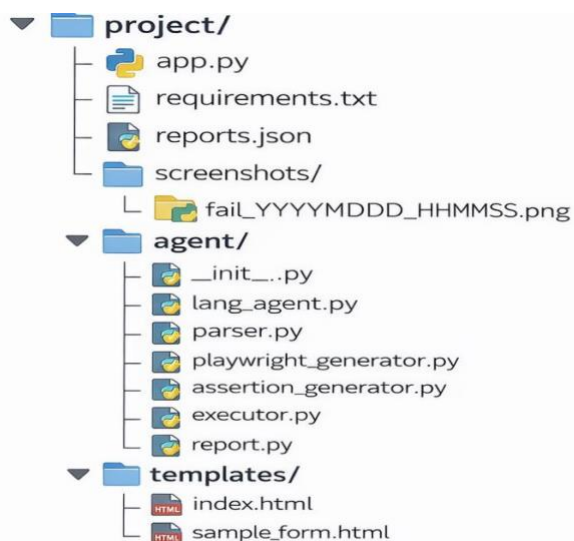 project/
app.py
requirements.txt
reports.json
screenshots/
fail_YYYYMDDD_HHMMSS.png
agent/
__init__..py
lang_agent.py
parser.py
playwright_generator.py
assertion_generator.py
executor.py
report.py
templates/
HTML index.html
HTML sample_form.html